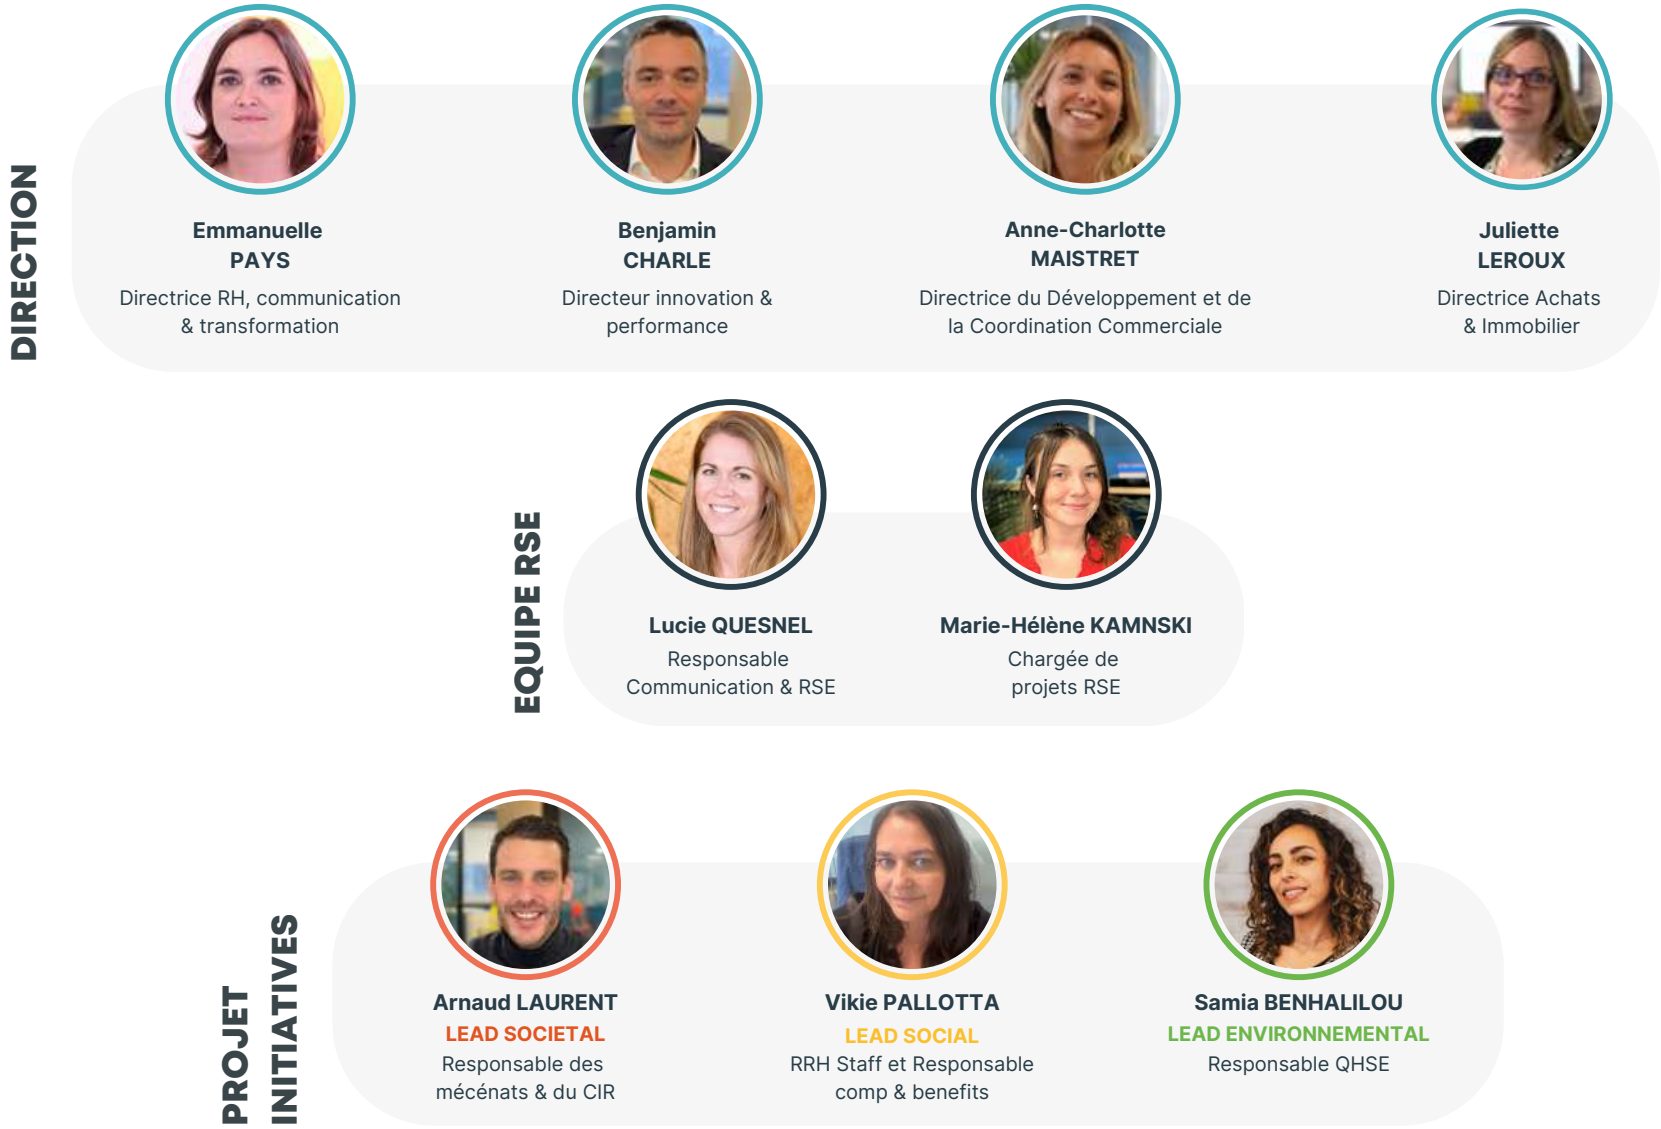 DIRECTION
Emmanuelle
PAYS
Directrice RH, communication
& transformation
Benjamin
CHARLE
Directeur innovation &
performance
Anne-Charlotte
MAISTRET
Directrice du Développement et de
la Coordination Commerciale
Juliette
LEROUX
Directrice Achats
& Immobilier
EQUIPE RSE
Lucie QUESNEL
Responsable
Communication & RSE
Marie-Hélène KAMNSKI
Chargée de
projets RSE
PROJET
INITIATIVES
Arnaud LAURENT
LEAD SOCIETAL
Responsable des
mécénats & du CIR
Vikie PALLOTTA
LEAD SOCIAL
RRH Staff et Responsable
comp & benefits
Samia BENHALILOU
LEAD ENVIRONNEMENTAL
Responsable QHSE